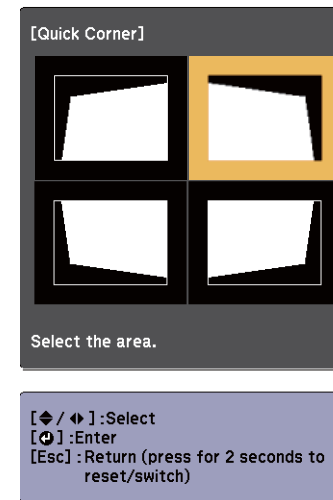 [Quick Corner]
Select the area.
[◆/◆] :Select
[↵] :Enter
[Esc] : Return (press for 2 seconds to
reset/switch)